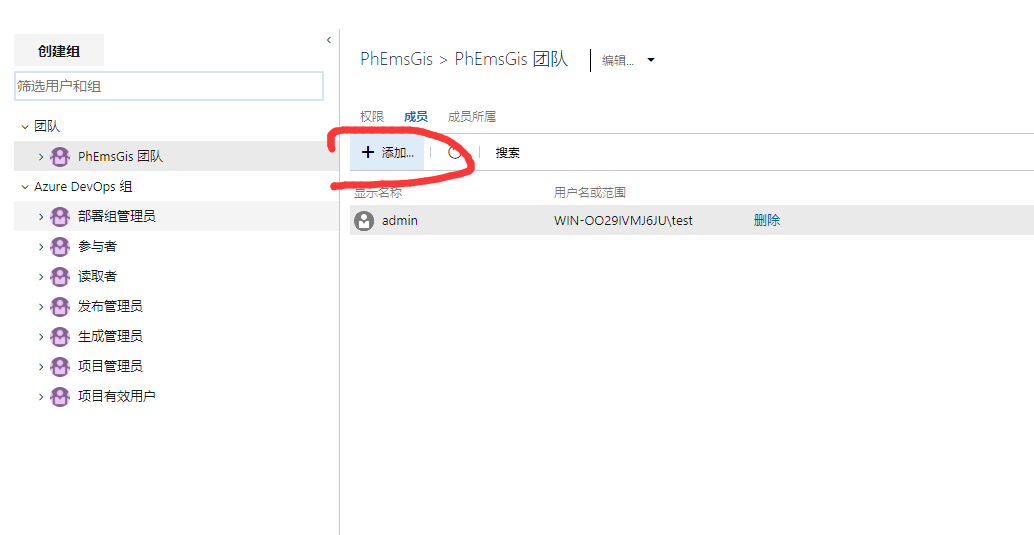 创建组
筛选用户和组
团队
PhEmsGis 团队
Azure DevOps 组
部署组管理员
参与者
读取者
发布管理员
生成管理员
项目管理员
项目有效用户
PhEmsGis > PhEmsGis 团队
编辑...
权限 成员 成员所属
添加... 搜索
显示名称 用户名或范围
admin WIN-OO29IVMJ6JU\test 删除